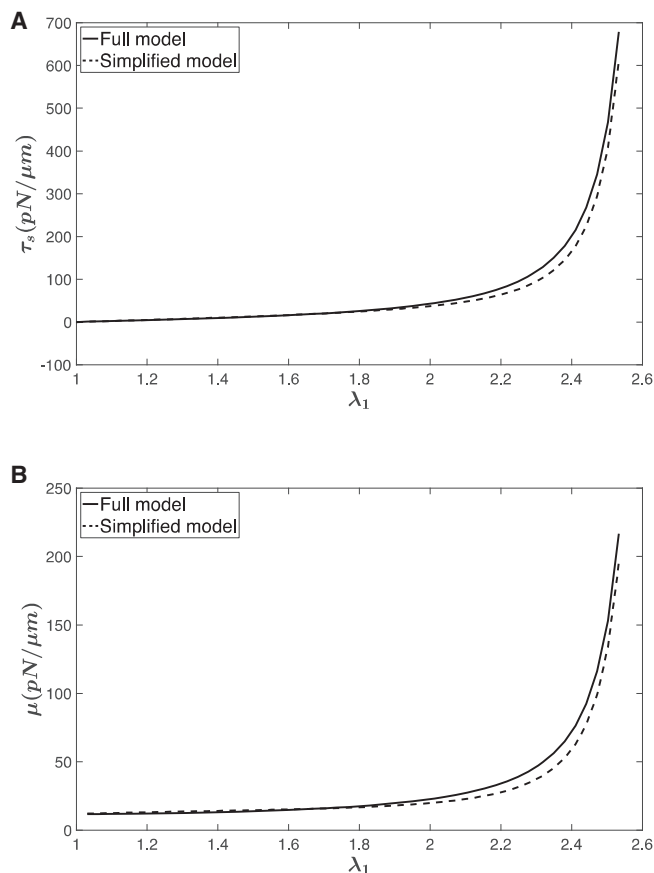 A
Full model
Simplified model
700
600
500
400
300
200
100
0
-100
τs(pN/μm)
1 1.2 1.4 1.6 1.8 2 2.2 2.4 2.6
λ1
B
Full model
Simplified model
250
200
150
100
50
0
μ(pN/μm)
1 1.2 1.4 1.6 1.8 2 2.2 2.4 2.6
λ1